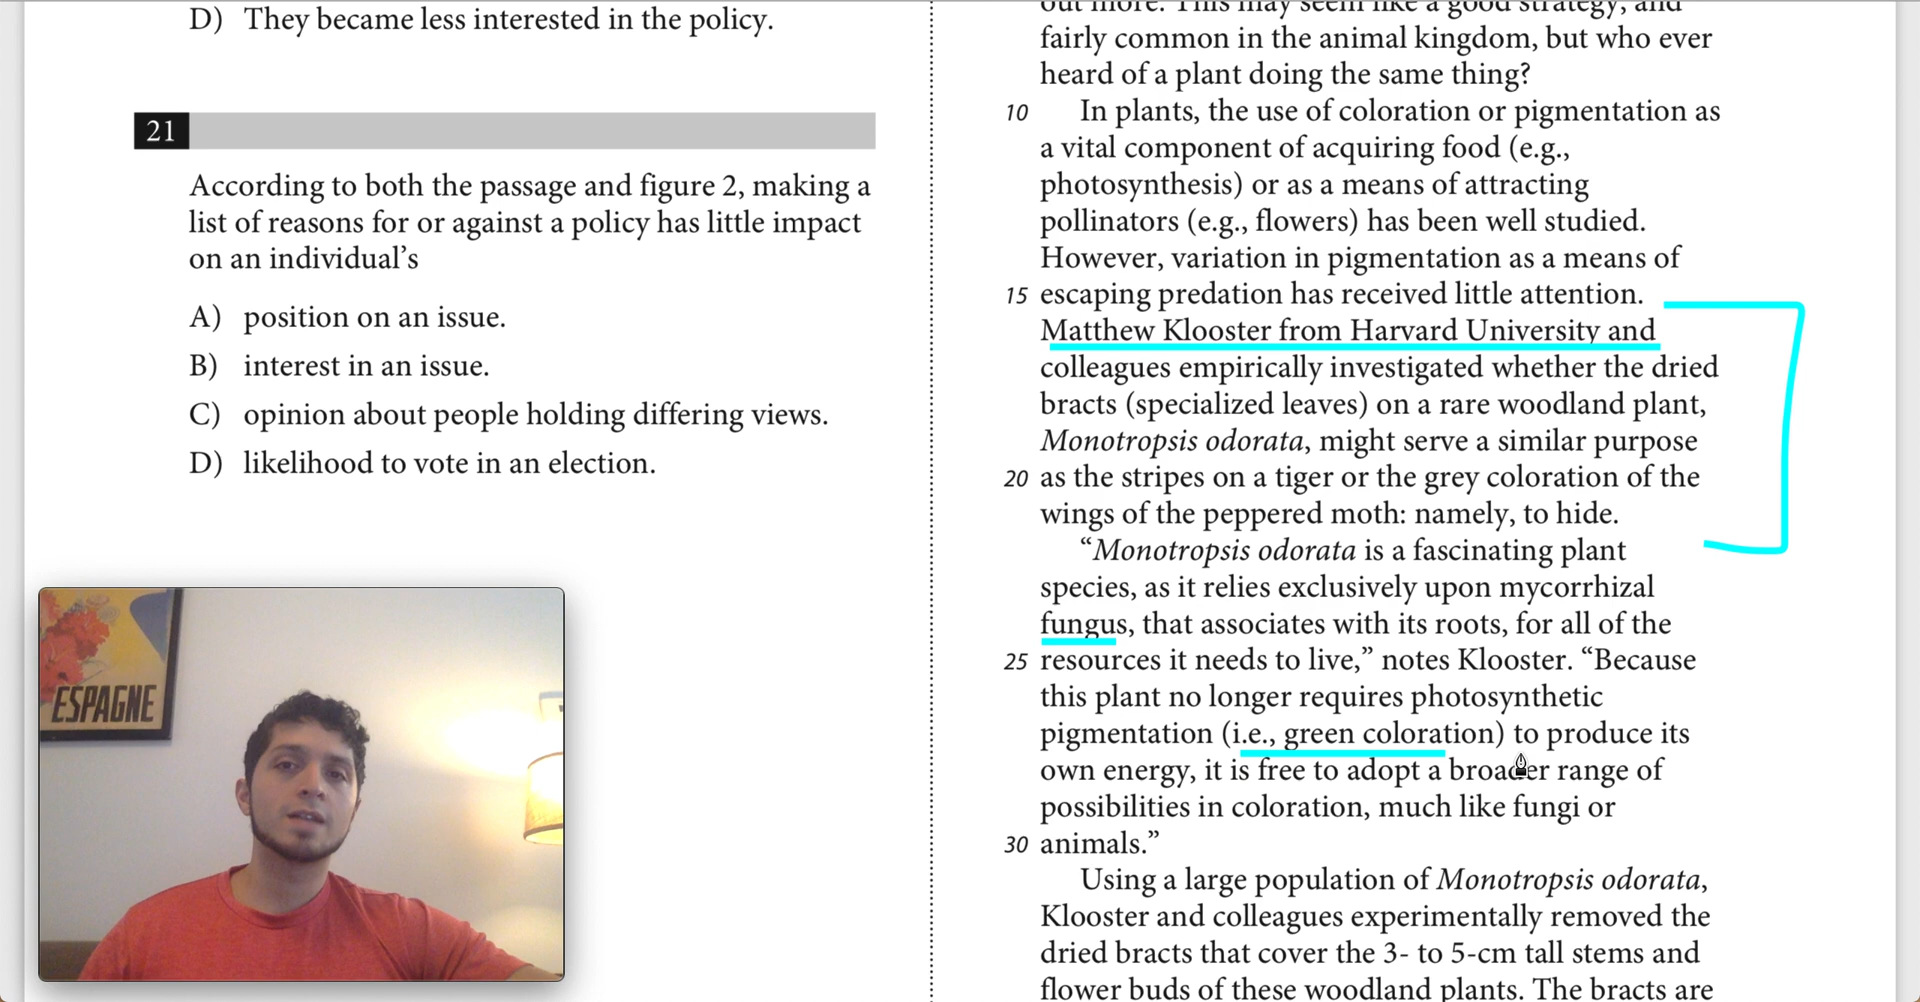 D) They became less interested in the policy.
21
According to both the passage and figure 2, making a
list of reasons for or against a policy has little impact
on an individual’s
A) position on an issue.
B) interest in an issue.
C) opinion about people holding differing views.
D) likelihood to vote in an election.
ESPAGNE
out more. This may seem like a good strategy, and
fairly common in the animal kingdom, but who ever
heard of a plant doing the same thing?
10 In plants, the use of coloration or pigmentation as
a vital component of acquiring food (e.g.,
photosynthesis) or as a means of attracting
pollinators (e.g., flowers) has been well studied.
However, variation in pigmentation as a means of
15 escaping predation has received little attention.
Matthew Klooster from Harvard University and
colleagues empirically investigated whether the dried
bracts (specialized leaves) on a rare woodland plant,
Monotropsis odorata, might serve a similar purpose
20 as the stripes on a tiger or the grey coloration of the
wings of the peppered moth: namely, to hide.
“Monotropsis odorata is a fascinating plant
species, as it relies exclusively upon mycorrhizal
fungus, that associates with its roots, for all of the
25 resources it needs to live,” notes Klooster. “Because
this plant no longer requires photosynthetic
pigmentation (i.e., green coloration) to produce its
own energy, it is free to adopt a broader range of
possibilities in coloration, much like fungi or
30 animals.”
Using a large population of Monotropsis odorata,
Klooster and colleagues experimentally removed the
dried bracts that cover the 3- to 5-cm tall stems and
flower buds of these woodland plants. The bracts are